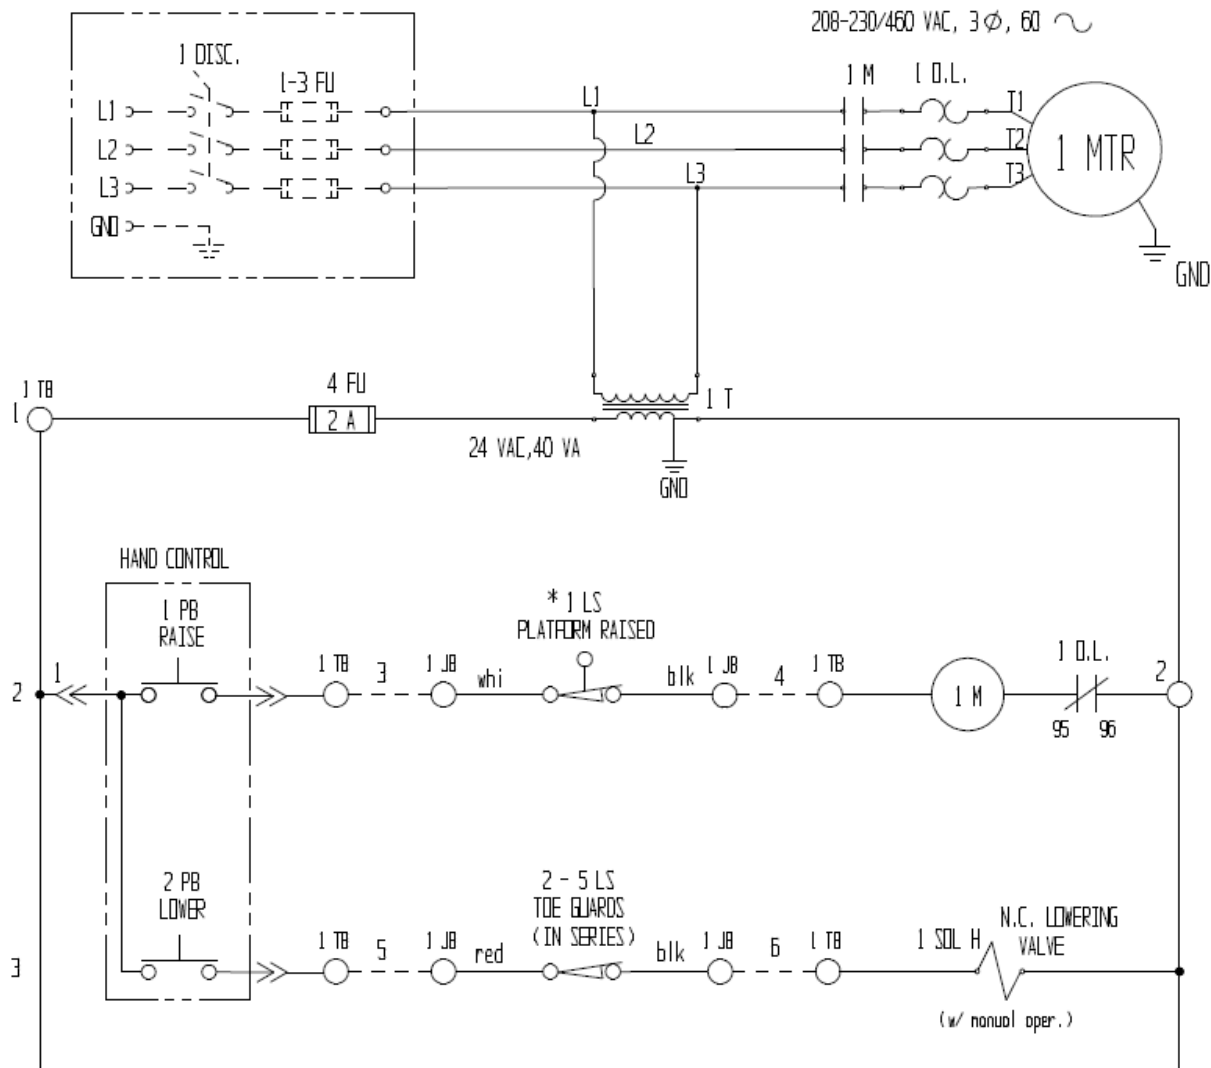 208-230/460 VAC, 3 Ø, 60
1 DISC.
1-3 FU
L1
L2
L3
GND
L1
L2
L3
1 M
1 O.L.
T1
T2
T3
1 MTR
GND
1 TB
1
4 FU
2 A
1 T
24 VAC,40 VA
GND
HAND CONTROL
1 PB
RAISE
* 1 LS
PLATFORM RAISED
2
1
1 TB
3
1 JB
whi
blk
1 JB
4
1 TB
1 M
1 O.L.
95
96
2
2 PB
LOWER
2 - 5 LS
TOE GUARDS
(IN SERIES)
3
1 TB
5
1 JB
red
blk
1 JB
6
1 TB
1 SOL H
N.C. LOWERING
VALVE
(w/ manual oper.)